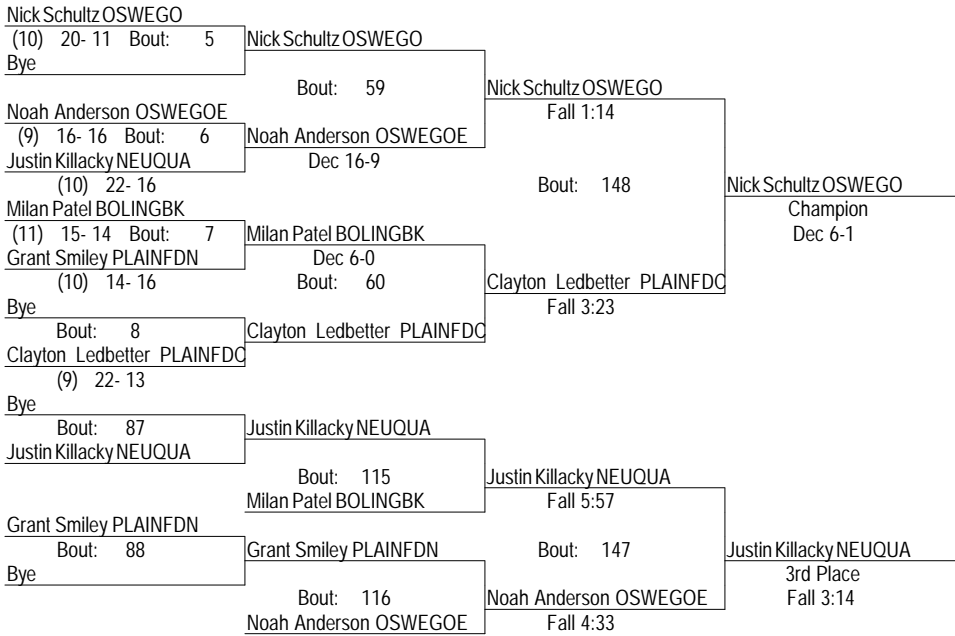 Nick Schultz OSWEGO
(10) 20- 11 Bout: 5 Nick Schultz OSWEGO
Bye
Bout: 59 Nick Schultz OSWEGO
Noah Anderson OSWEGOE Fall 1:14
(9) 16- 16 Bout: 6 Noah Anderson OSWEGOE
Justin Killacky NEUQUA Dec 16-9
(10) 22- 16 Bout: 148 Nick Schultz OSWEGO
Milan Patel BOLINGBK Champion
(11) 15- 14 Bout: 7 Milan Patel BOLINGBK Dec 6-1
Grant Smiley PLAINFDN Dec 6-0
(10) 14- 16 Bout: 60 Clayton Ledbetter PLAINFDC
Bye Fall 3:23
Bout: 8 Clayton Ledbetter PLAINFDC
Clayton Ledbetter PLAINFDC
(9) 22- 13
Bye
Bout: 87 Justin Killacky NEUQUA
Justin Killacky NEUQUA
Bout: 115 Justin Killacky NEUQUA
Milan Patel BOLINGBK Fall 5:57
Grant Smiley PLAINFDN
Bout: 88 Grant Smiley PLAINFDN Bout: 147 Justin Killacky NEUQUA
Bye 3rd Place
Bout: 116 Noah Anderson OSWEGOE Fall 3:14
Noah Anderson OSWEGOE Fall 4:33